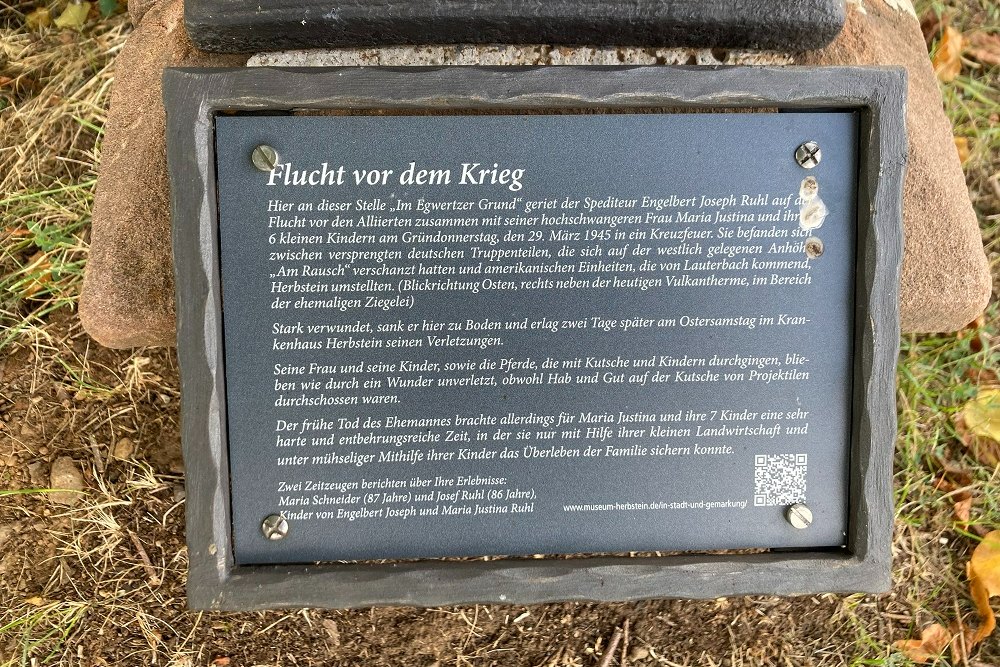 Flucht vor dem Krieg
Hier an dieser Stelle „Im Egwertzer Grund“ geriet der Spediteur Engelbert Joseph Ruhl auf der
Flucht vor den Alliierten zusammen mit seiner hochschwangeren Frau Maria Justina und ihren
6 kleinen Kindern am Gründonnerstag, den 29. März 1945 in ein Kreuzfeuer. Sie befanden sich
zwischen versprengten deutschen Truppenteilen, die sich auf der westlich gelegenen Anhöhe
„Am Rausch“ verschanzt hatten und amerikanischen Einheiten, die von Lauterbach kommend,
Herbstein umstellten. (Blickrichtung Osten, rechts neben der heutigen Vulkantherme, im Bereich
der ehemaligen Ziegelei)
Stark verwundet, sank er hier zu Boden und erlag zwei Tage später am Ostersamstag im Kran-
kenhaus Herbstein seinen Verletzungen.
Seine Frau und seine Kinder, sowie die Pferde, die mit Kutsche und Kindern durchgingen, blie-
ben wie durch ein Wunder unverletzt, obwohl Hab und Gut auf der Kutsche von Projektilen
durchschossen waren.
Der frühe Tod des Ehemannes brachte allerdings für Maria Justina und ihre 7 Kinder eine sehr
harte und entbehrungsreiche Zeit, in der sie nur mit Hilfe ihrer kleinen Landwirtschaft und
unter mühseliger Mithilfe ihrer Kinder das Überleben der Familie sichern konnte.
Zwei Zeitzeugen berichten über Ihre Erlebnisse:
Maria Schneider (87 Jahre) und Josef Ruhl (86 Jahre),
Kinder von Engelbert Joseph und Maria Justina Ruhl
www.museum-herbstein.de/in-stadt-und-gemarkung/